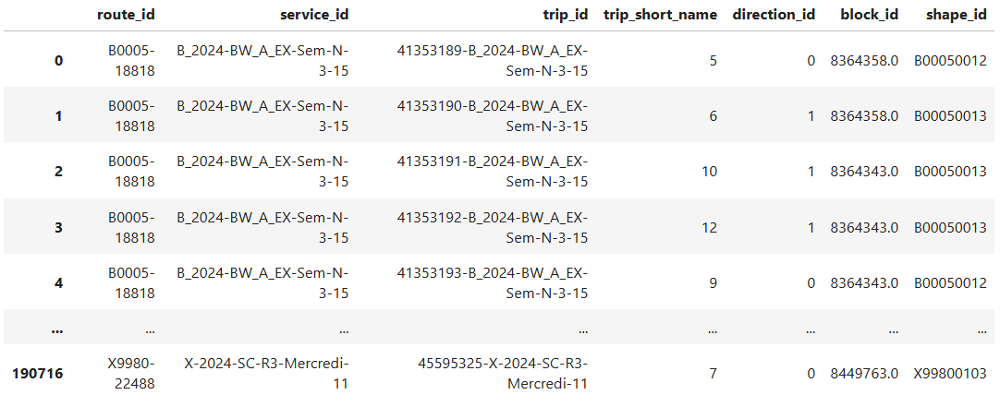 route_id service_id trip_id trip_short_name direction_id block_id shape_id
0 B0005-18818 B_2024-BW_A_EX-Sem-N-3-15 41353189-B_2024-BW_A_EX-Sem-N-3-15 5 0 8364358.0 B00050012
1 B0005-18818 B_2024-BW_A_EX-Sem-N-3-15 41353190-B_2024-BW_A_EX-Sem-N-3-15 6 1 8364358.0 B00050013
2 B0005-18818 B_2024-BW_A_EX-Sem-N-3-15 41353191-B_2024-BW_A_EX-Sem-N-3-15 10 1 8364343.0 B00050013
3 B0005-18818 B_2024-BW_A_EX-Sem-N-3-15 41353192-B_2024-BW_A_EX-Sem-N-3-15 12 1 8364343.0 B00050013
4 B0005-18818 B_2024-BW_A_EX-Sem-N-3-15 41353193-B_2024-BW_A_EX-Sem-N-3-15 9 0 8364343.0 B00050012
... ... ... ... ... ... ... ...
190716 X9980-22488 X-2024-SC-R3-Mercredi-11 45595325-X-2024-SC-R3-Mercredi-11 7 0 8449763.0 X99800103